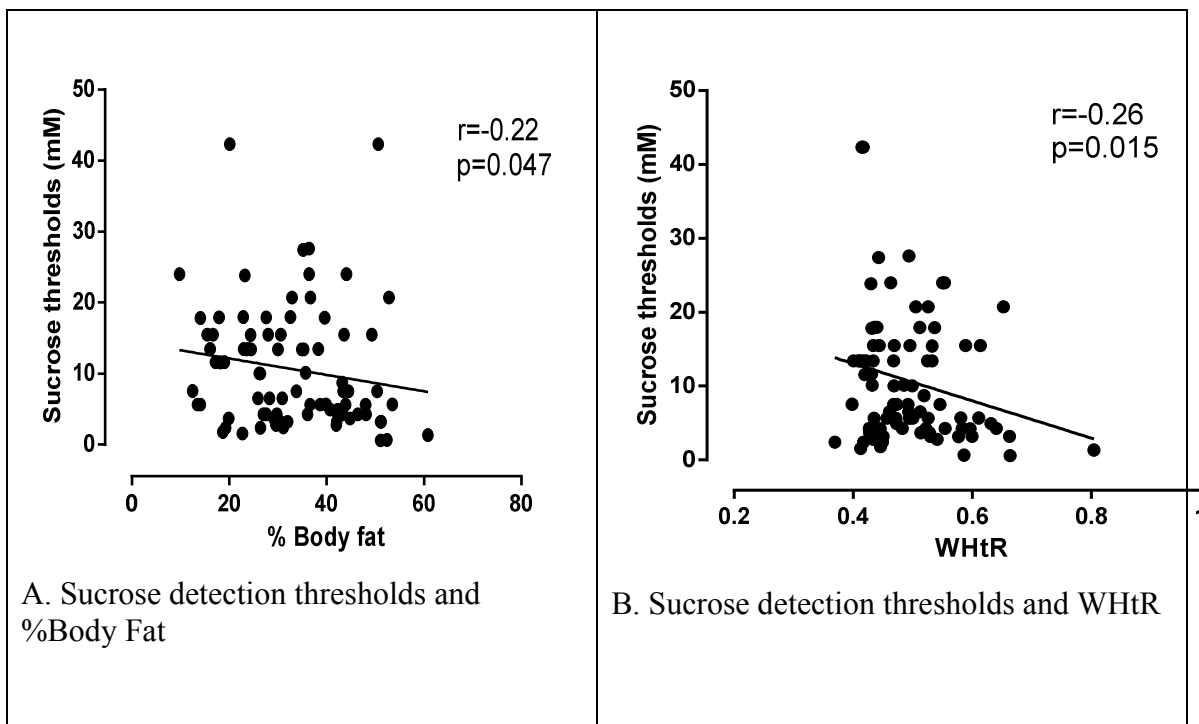 50
40
30
20
10
0
Sucrose thresholds (mM)
r=-0.22
p=0.047
0 20 40 60 80
% Body fat
A. Sucrose detection thresholds and
%Body Fat
50
40
30
20
10
0
Sucrose thresholds (mM)
r=-0.26
p=0.015
0.2 0.4 0.6 0.8
WHtR
B. Sucrose detection thresholds and WHtR